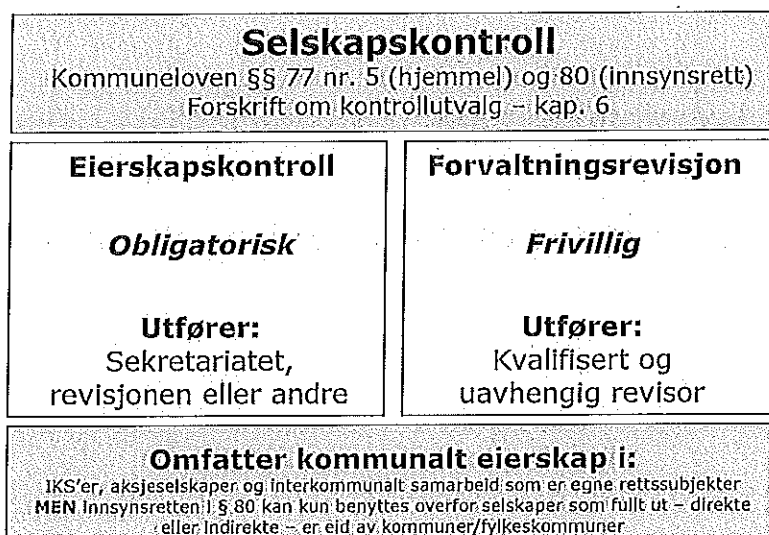 Selskapskontroll
Kommuneloven §§ 77 nr. 5 (hjemmel) og 80 (innsynsrett)
Forskrift om kontrollutvalg – kap. 6
Eierskapskontroll
Obligatorisk
Utfører:
Sekretariatet,
revisjonen eller andre
Forvaltningsrevisjon
Frivillig
Utfører:
Kvalifisert og
uavhengig revisor
Omfatter kommunalt eierskap i:
IKS'er, aksjeselskaper og interkommunalt samarbeid som er egne rettssubjekter
MEN Innsynsretten i § 80 kan kun benyttes overfor selskaper som fullt ut – direkte
eller indirekte – er eid av kommuner/fylkeskommuner